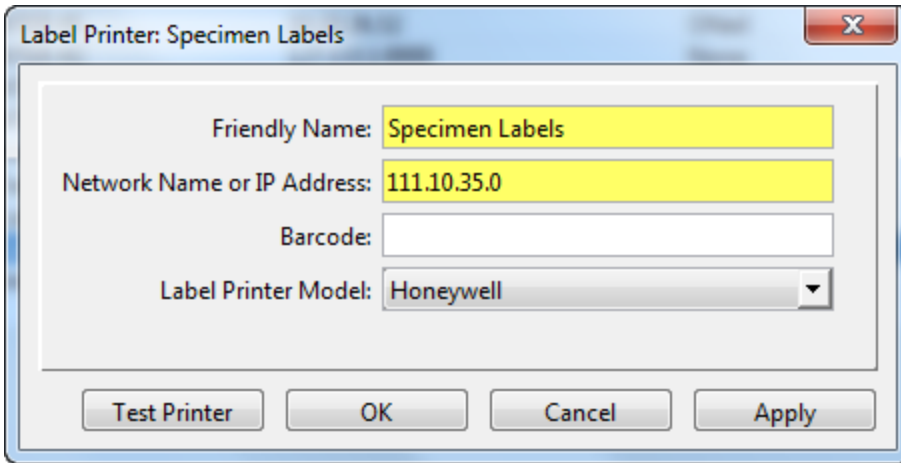 Label Printer: Specimen Labels
Friendly Name: Specimen Labels
Network Name or IP Address: 111.10.35.0
Barcode:
Label Printer Model: Honeywell
Test Printer OK Cancel Apply